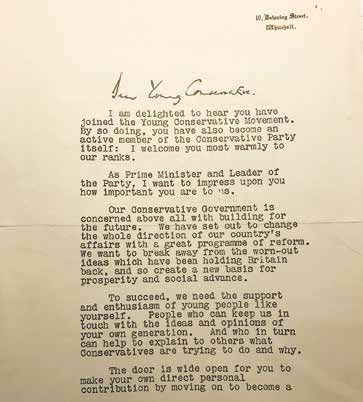 10, Downing Street,
Whitehall.
Dear Young Conservative.
I am delighted to hear you have
joined the Young Conservative Movement.
By so doing, you have also become an
active member of the Conservative Party
itself: I welcome you most warmly to
our ranks.
As Prime Minister and Leader of
the Party, I want to impress upon you
how important you are to us.
Our Conservative Government is
concerned above all with building for
the future. We have set out to change
the whole direction of our country's
affairs with a great programme of reform.
We want to break away from the worn-out
ideas which have been holding Britain
back, and so create a new basis for
prosperity and social advance.
To succeed, we need the support
and enthusiasm of young people like
yourself. People who can keep us in
touch with the ideas and opinions of
your own generation. And who in turn
can help to explain to others what
Conservatives are trying to do and why.
The door is wide open for you to
make your own direct personal
contribution by moving on to become a